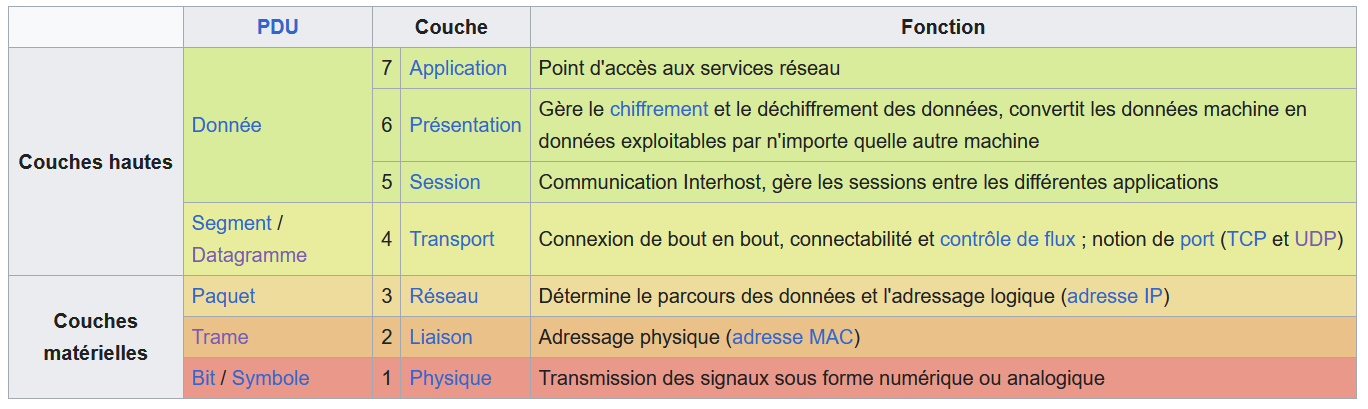 PDU Couche Fonction
Couches hautes
Donnée
7 Application Point d'accès aux services réseau
6 Présentation Gère le chiffrement et le déchiffrement des données, convertit les données machine en
données exploitables par n'importe quelle autre machine
5 Session Communication Interhost, gère les sessions entre les différentes applications
Segment /
Datagramme
4 Transport Connexion de bout en bout, connectabilité et contrôle de flux ; notion de port (TCP et UDP)
Couches
matérielles
Paquet 3 Réseau Détermine le parcours des données et l'adressage logique (adresse IP)
Trame 2 Liaison Adressage physique (adresse MAC)
Bit / Symbole 1 Physique Transmission des signaux sous forme numérique ou analogique